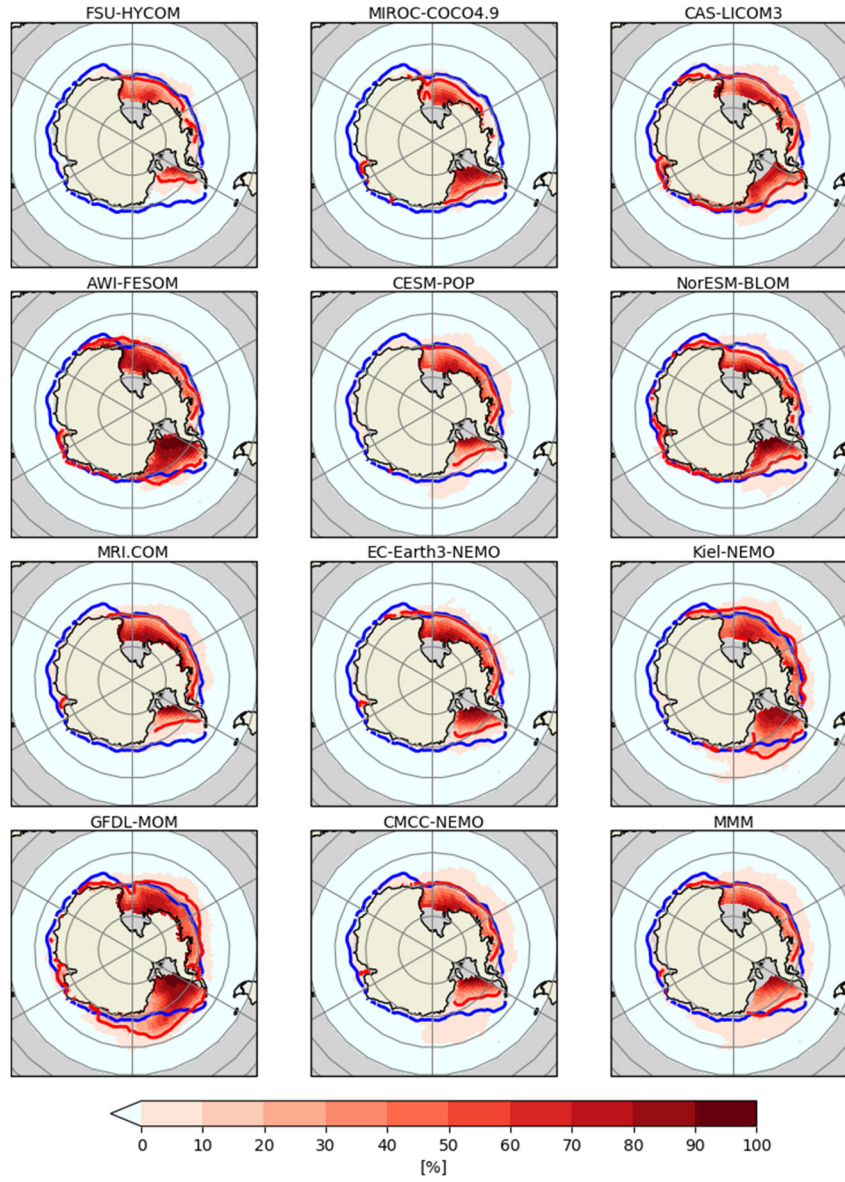 FSU-HYCOM MIROC-COCO4.9 CAS-LICOM3
AWI-FESOM CESM-POP NorESM-BLOM
MRI.COM EC-Earth3-NEMO Kiel-NEMO
GFDL-MOM CMCC-NEMO MMM
0 10 20 30 40 50 60 70 80 90 100
[%]